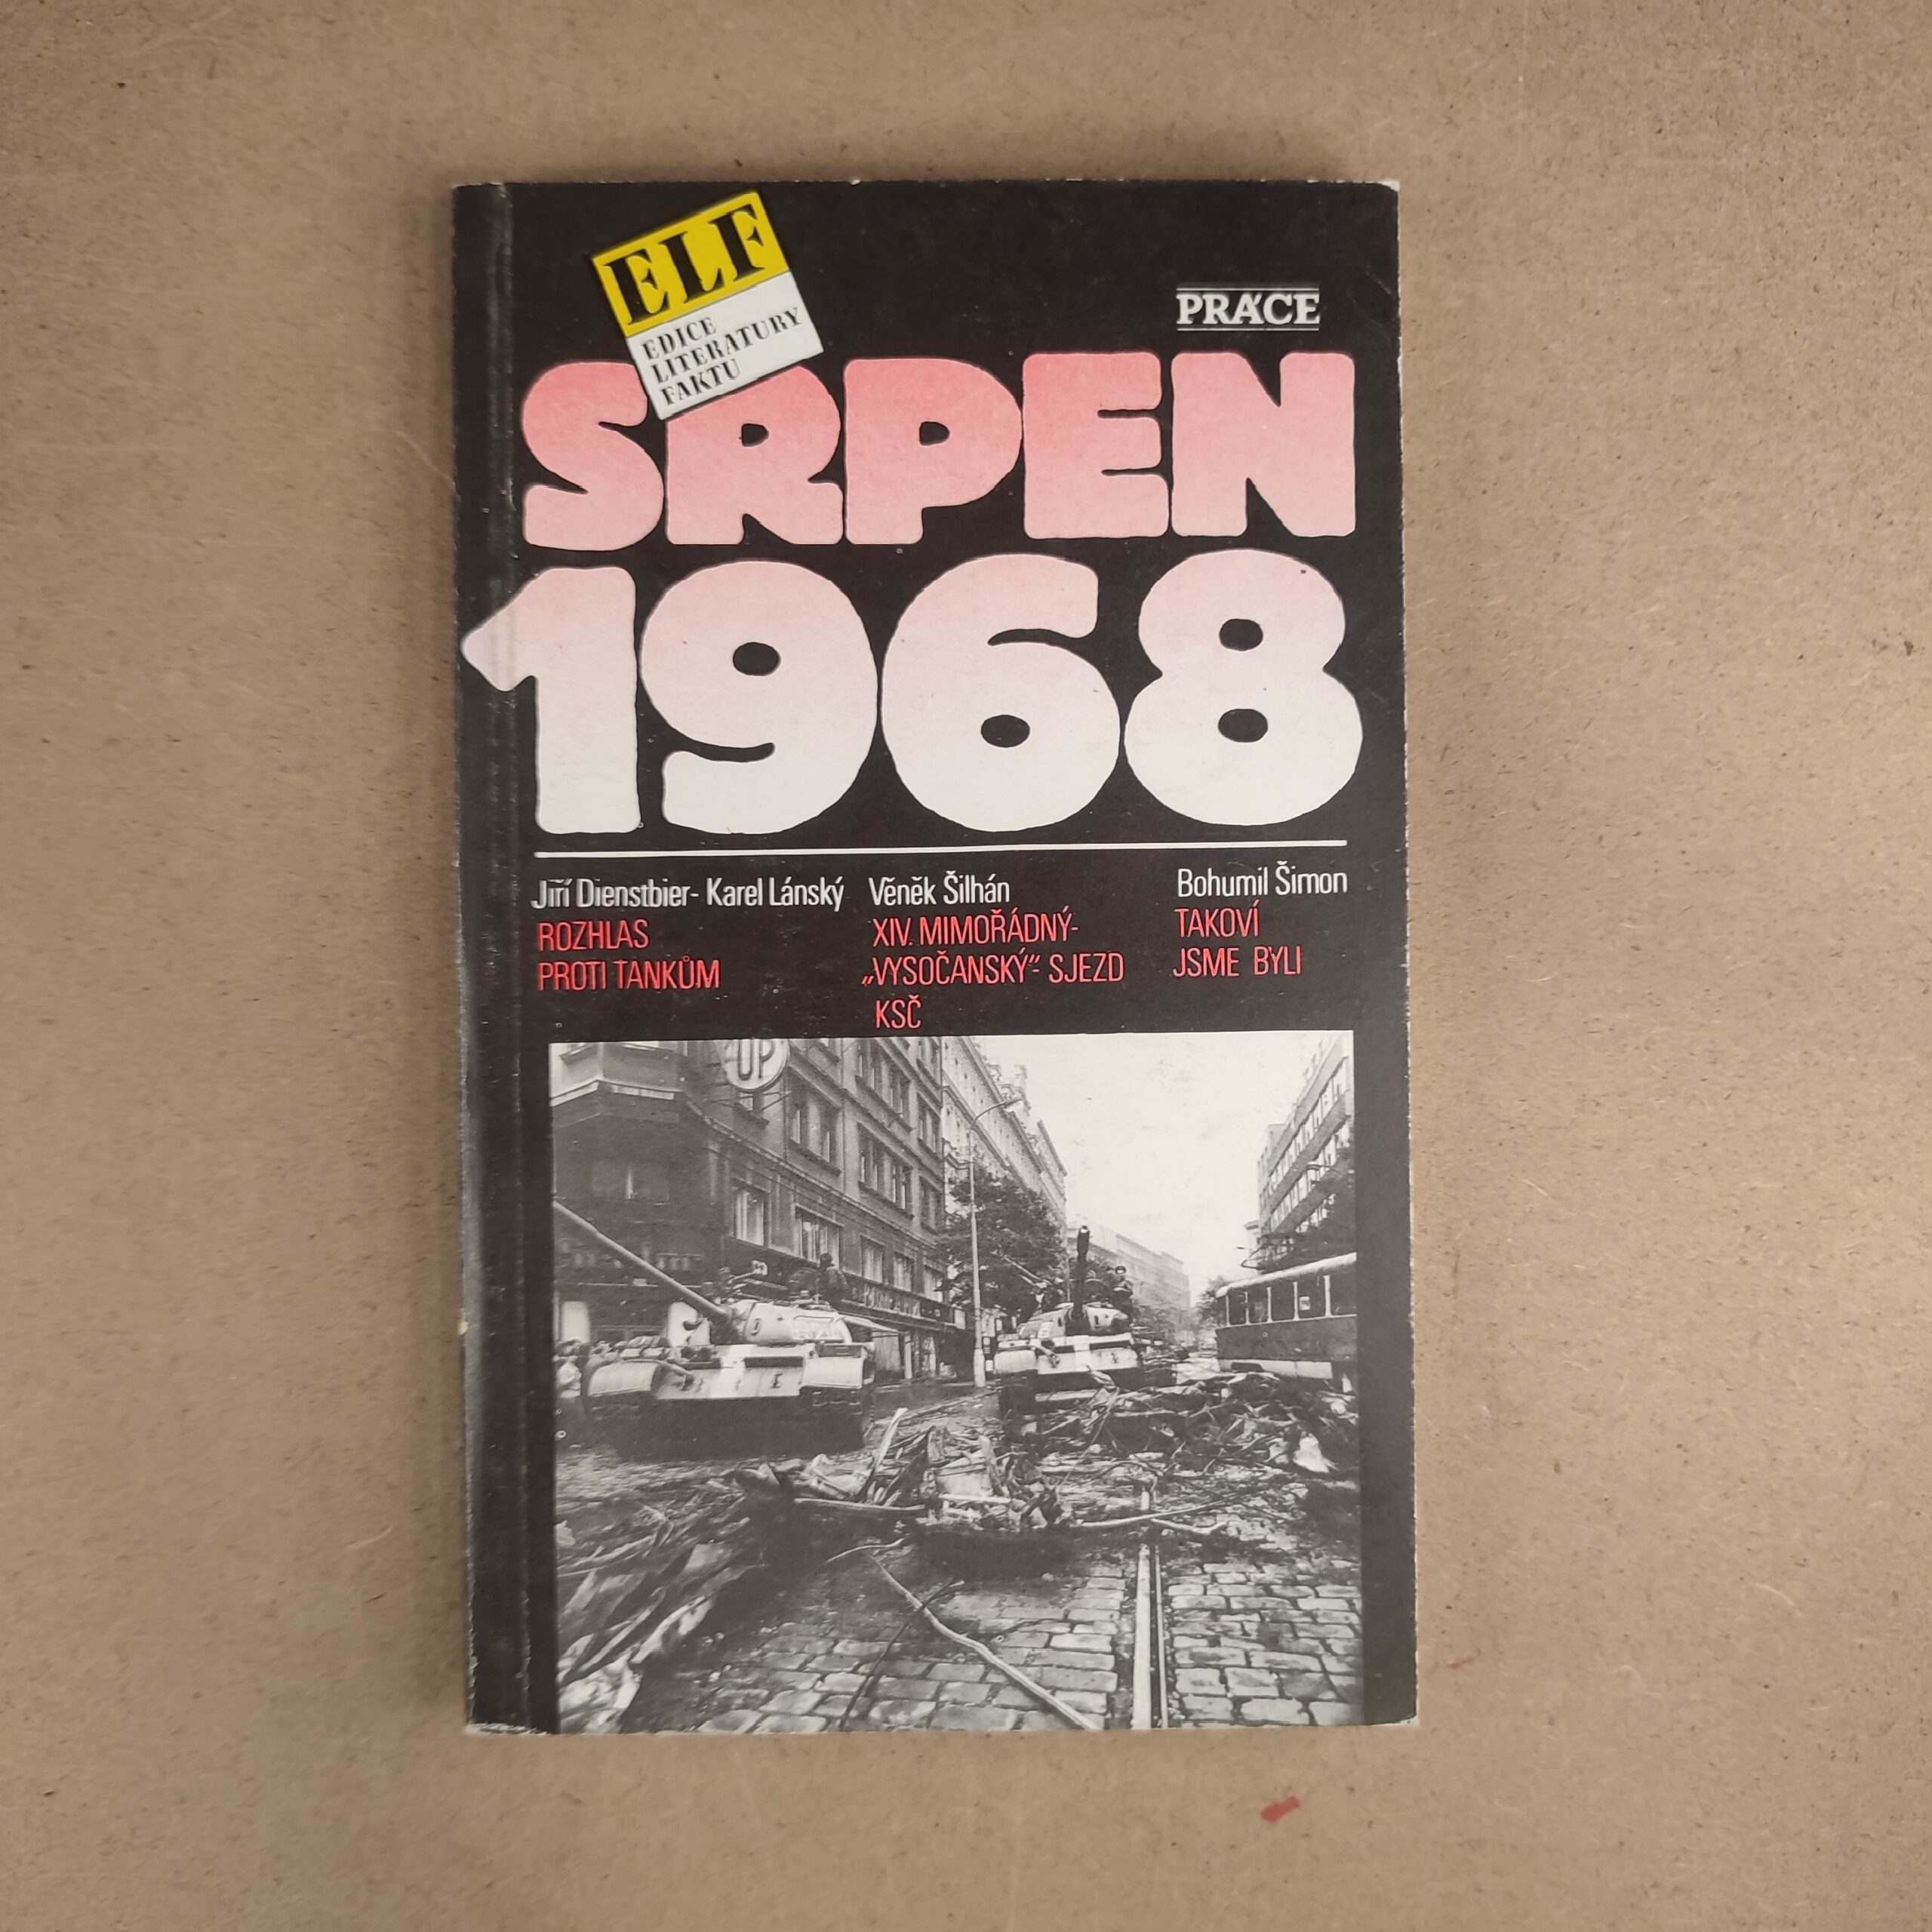 ELF
EDICE
LITERATURY
FAKTU
PRÁCE
SRPEN
1968
Jiří Dienstbier - Karel Lánský
ROZHLAS
PROTI TANKŮM
Věněk Šilhán
XIV. MIMOŘÁDNÝ-
„VYSOČANSKÝ"- SJEZD
KSČ
Bohumil Šimon
TAKOVÍ
JSME BYLI
UP